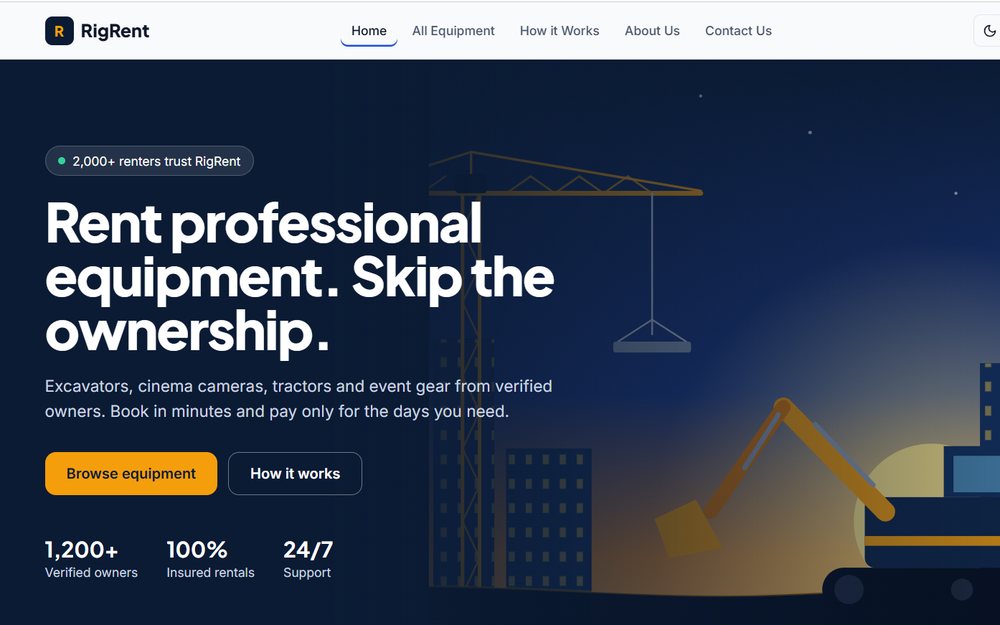 R RigRent
Home All Equipment How it Works About Us Contact Us
2,000+ renters trust RigRent
Rent professional
equipment. Skip the
ownership.
Excavators, cinema cameras, tractors and event gear from verified
owners. Book in minutes and pay only for the days you need.
Browse equipment How it works
1,200+ 100% 24/7
Verified owners Insured rentals Support